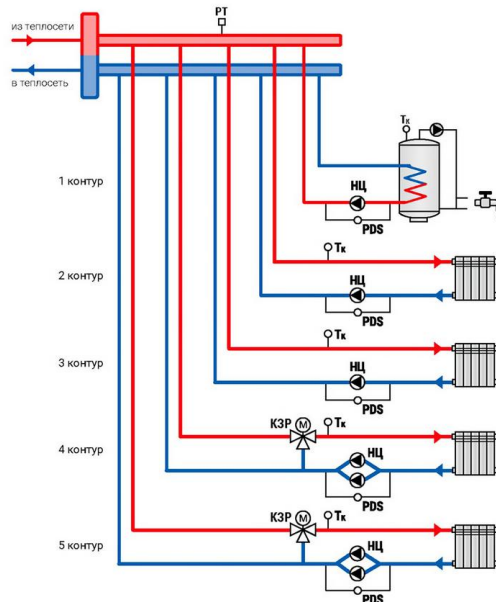 РТ
из теплосети
в теплосеть
Тк
1 контур
НЦ
PDS
Тк
2 контур
НЦ
PDS
Тк
3 контур
НЦ
PDS
КЗР
М
Тк
4 контур
НЦ
PDS
КЗР
М
Тк
5 контур
НЦ
PDS